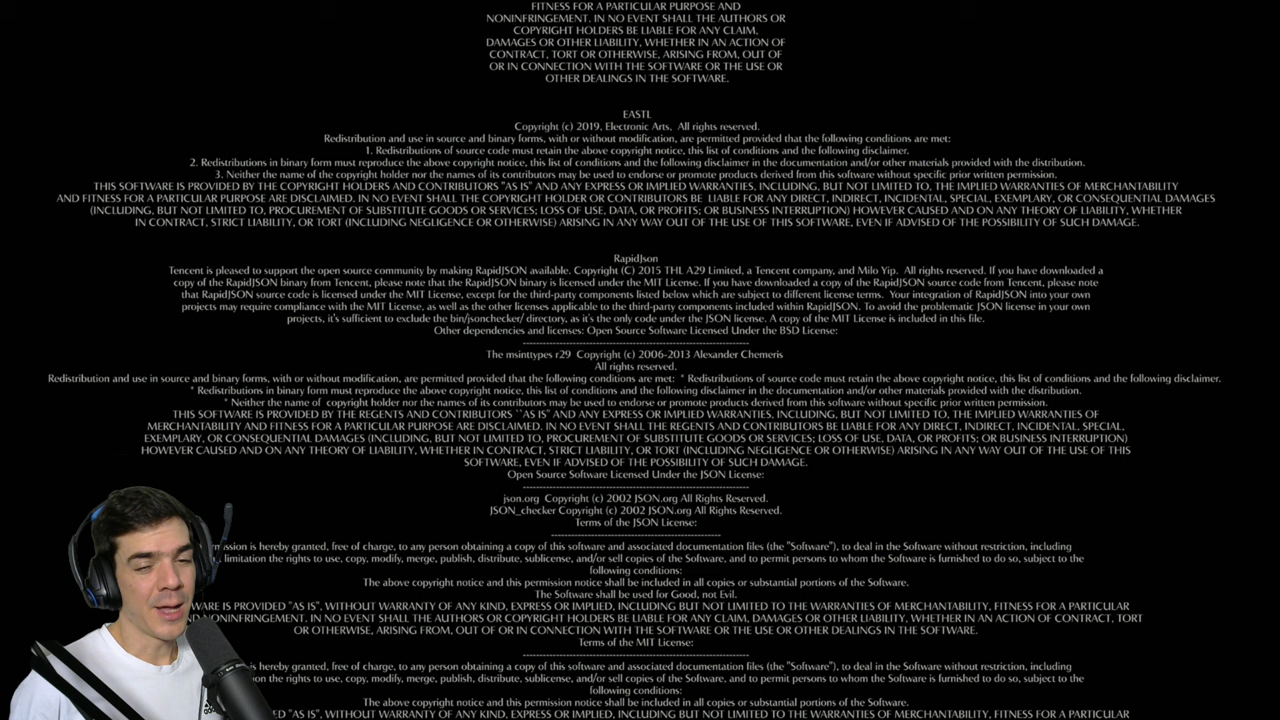 FITNESS FOR A PARTICULAR PURPOSE AND
NONINFRINGEMENT. IN NO EVENT SHALL THE AUTHORS OR
COPYRIGHT HOLDERS BE LIABLE FOR ANY CLAIM,
DAMAGES OR OTHER LIABILITY, WHETHER IN AN ACTION OF
CONTRACT, TORT OR OTHERWISE, ARISING FROM, OUT OF
OR IN CONNECTION WITH THE SOFTWARE OR THE USE OR
OTHER DEALINGS IN THE SOFTWARE.
EASTL
Copyright (c) 2019, Electronic Arts, All rights reserved.
Redistribution and use in source and binary forms, with or without modification, are permitted provided that the following conditions are met:
1. Redistributions of source code must retain the above copyright notice, this list of conditions and the following disclaimer.
2. Redistributions in binary form must reproduce the above copyright notice, this list of conditions and the following disclaimer in the documentation and/or other materials provided with the distribution.
3. Neither the name of the copyright holder nor the names of its contributors may be used to endorse or promote products derived from this software without specific prior written permission.
THIS SOFTWARE IS PROVIDED BY THE COPYRIGHT HOLDERS AND CONTRIBUTORS "AS IS" AND ANY EXPRESS OR IMPLIED WARRANTIES, INCLUDING, BUT NOT LIMITED TO, THE IMPLIED WARRANTIES OF MERCHANTABILITY
AND FITNESS FOR A PARTICULAR PURPOSE ARE DISCLAIMED. IN NO EVENT SHALL THE COPYRIGHT HOLDER OR CONTRIBUTORS BE LIABLE FOR ANY DIRECT, INDIRECT, INCIDENTAL, SPECIAL, EXEMPLARY, OR CONSEQUENTIAL DAMAGES
(INCLUDING, BUT NOT LIMITED TO, PROCUREMENT OF SUBSTITUTE GOODS OR SERVICES; LOSS OF USE, DATA, OR PROFITS; OR BUSINESS INTERRUPTION) HOWEVER CAUSED AND ON ANY THEORY OF LIABILITY, WHETHER
IN CONTRACT, STRICT LIABILITY, OR TORT (INCLUDING NEGLIGENCE OR OTHERWISE) ARISING IN ANY WAY OUT OF THE USE OF THIS SOFTWARE, EVEN IF ADVISED OF THE POSSIBILITY OF SUCH DAMAGE.
RapidJson
Tencent is pleased to support the open source community by making RapidJSON available. Copyright (C) 2015 THL A29 Limited, a Tencent company, and Milo Yip. All rights reserved. If you have downloaded a
copy of the RapidJSON binary from Tencent, please note that the RapidJSON binary is licensed under the MIT License. If you have downloaded a copy of the RapidJSON source code from Tencent, please note
that RapidJSON source code is licensed under the MIT License, except for the third-party components listed below which are subject to different license terms. Your integration of RapidJSON into your own
projects may require compliance with the MIT License, as well as the other licenses applicable to the third-party components included within RapidJSON. To avoid the problematic JSON license in your own
projects, it's sufficient to exclude the bin/jsonchecker/ directory, as it's the only code under the JSON license. A copy of the MIT License is included in this file.
Other dependencies and licenses: Open Source Software Licensed Under the BSD License:
--------------------------------------------------------------------
The msinttypes r29 Copyright (c) 2006-2013 Alexander Chemeris
All rights reserved.
Redistribution and use in source and binary forms, with or without modification, are permitted provided that the following conditions are met: * Redistributions of source code must retain the above copyright notice, this list of conditions and the following disclaimer.
* Redistributions in binary form must reproduce the above copyright notice, this list of conditions and the following disclaimer in the documentation and/or other materials provided with the distribution.
* Neither the name of copyright holder nor the names of its contributors may be used to endorse or promote products derived from this software without specific prior written permission.
THIS SOFTWARE IS PROVIDED BY THE REGENTS AND CONTRIBUTORS ``AS IS" AND ANY EXPRESS OR IMPLIED WARRANTIES, INCLUDING, BUT NOT LIMITED TO, THE IMPLIED WARRANTIES OF
MERCHANTABILITY AND FITNESS FOR A PARTICULAR PURPOSE ARE DISCLAIMED. IN NO EVENT SHALL THE REGENTS AND CONTRIBUTORS BE LIABLE FOR ANY DIRECT, INDIRECT, INCIDENTAL, SPECIAL,
EXEMPLARY, OR CONSEQUENTIAL DAMAGES (INCLUDING, BUT NOT LIMITED TO, PROCUREMENT OF SUBSTITUTE GOODS OR SERVICES; LOSS OF USE, DATA, OR PROFITS; OR BUSINESS INTERRUPTION)
HOWEVER CAUSED AND ON ANY THEORY OF LIABILITY, WHETHER IN CONTRACT, STRICT LIABILITY, OR TORT (INCLUDING NEGLIGENCE OR OTHERWISE) ARISING IN ANY WAY OUT OF THE USE OF THIS
SOFTWARE, EVEN IF ADVISED OF THE POSSIBILITY OF SUCH DAMAGE.
Open Source Software Licensed Under the JSON License:
--------------------------------------------------------------------
json.org Copyright (c) 2002 JSON.org All Rights Reserved.
JSON_checker Copyright (c) 2002 JSON.org All Rights Reserved.
Terms of the JSON License:
---------------------------------------------------
is hereby granted, free of charge, to any person obtaining a copy of this software and associated documentation files (the "Software"), to deal in the Software without restriction, including
limitation the rights to use, copy, modify, merge, publish, distribute, sublicense, and/or sell copies of the Software, and to permit persons to whom the Software is furnished to do so, subject to the
following conditions:
The above copyright notice and this permission notice shall be included in all copies or substantial portions of the Software.
The Software shall be used for Good, not Evil.
IS PROVIDED "AS IS", WITHOUT WARRANTY OF ANY KIND, EXPRESS OR IMPLIED, INCLUDING BUT NOT LIMITED TO THE WARRANTIES OF MERCHANTABILITY, FITNESS FOR A PARTICULAR
NONINFRINGEMENT. IN NO EVENT SHALL THE AUTHORS OR COPYRIGHT HOLDERS BE LIABLE FOR ANY CLAIM, DAMAGES OR OTHER LIABILITY, WHETHER IN AN ACTION OF CONTRACT, TORT
OR OTHERWISE, ARISING FROM, OUT OF OR IN CONNECTION WITH THE SOFTWARE OR THE USE OR OTHER DEALINGS IN THE SOFTWARE.
Terms of the MIT License:
--------------------------------------------------------------------
is hereby granted, free of charge, to any person obtaining a copy of this software and associated documentation files (the "Software"), to deal in the Software without restriction, including
the rights to use, copy, modify, merge, publish, distribute, sublicense, and/or sell copies of the Software, and to permit persons to whom the Software is furnished to do so, subject to the
following conditions:
The above copyright notice and this permission notice shall be included in all copies or substantial portions of the Software.
"AS IS", WITHOUT WARRANTY OF ANY KIND, EXPRESS OR IMPLIED, INCLUDING BUT NOT LIMITED TO THE WARRANTIES OF MERCHANTABILITY, FITNESS FOR A PARTICULAR